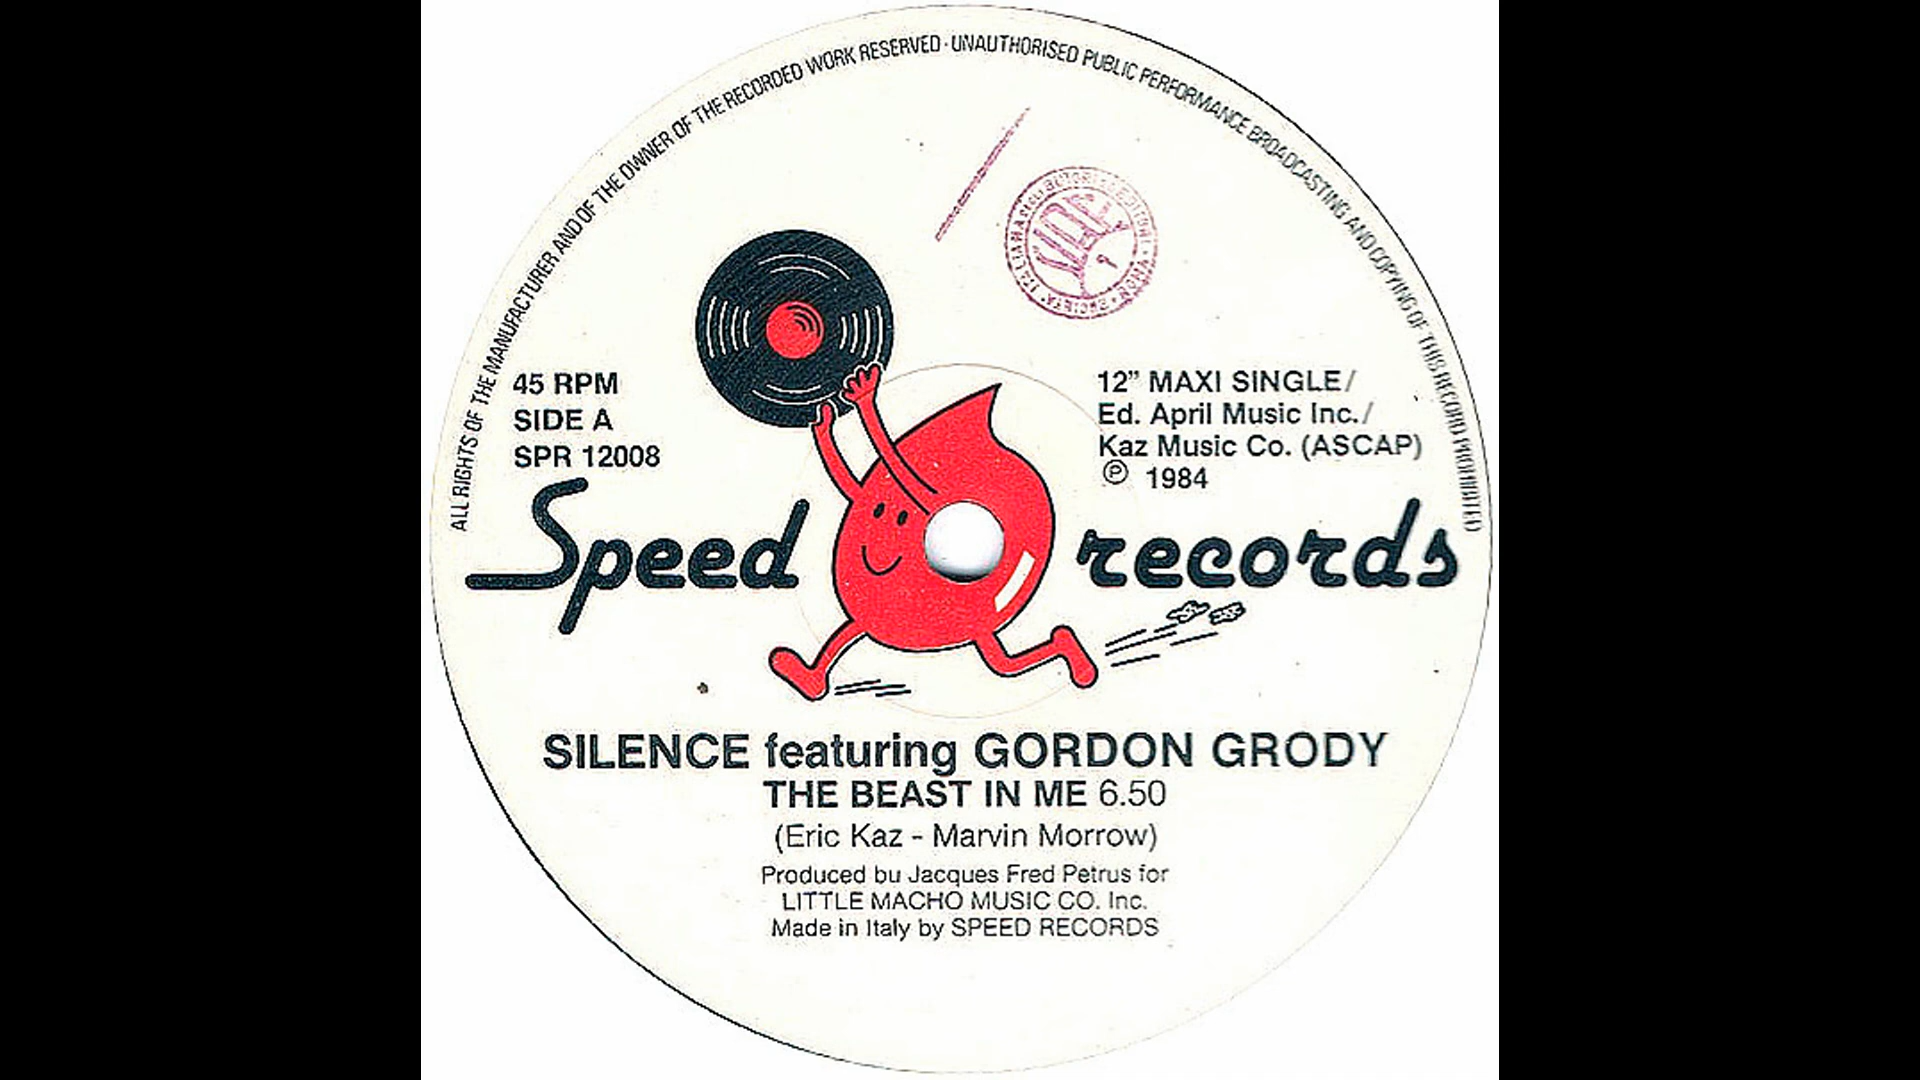 ALL RIGHTS OF THE MANUFACTURER AND OF THE OWNER OF THE RECORDED WORK RESERVED · UNAUTHORISED PUBLIC PERFORMANCE BROADCASTING AND COPYING OF THIS RECORD PROHIBITED
45 RPM
SIDE A
SPR 12008
12” MAXI SINGLE/
Ed. April Music Inc./
Kaz Music Co. (ASCAP)
Ⓟ 1984
Speed records
SILENCE featuring GORDON GRODY
THE BEAST IN ME 6.50
(Eric Kaz - Marvin Morrow)
Produced bu Jacques Fred Petrus for
LITTLE MACHO MUSIC CO. Inc.
Made in Italy by SPEED RECORDS